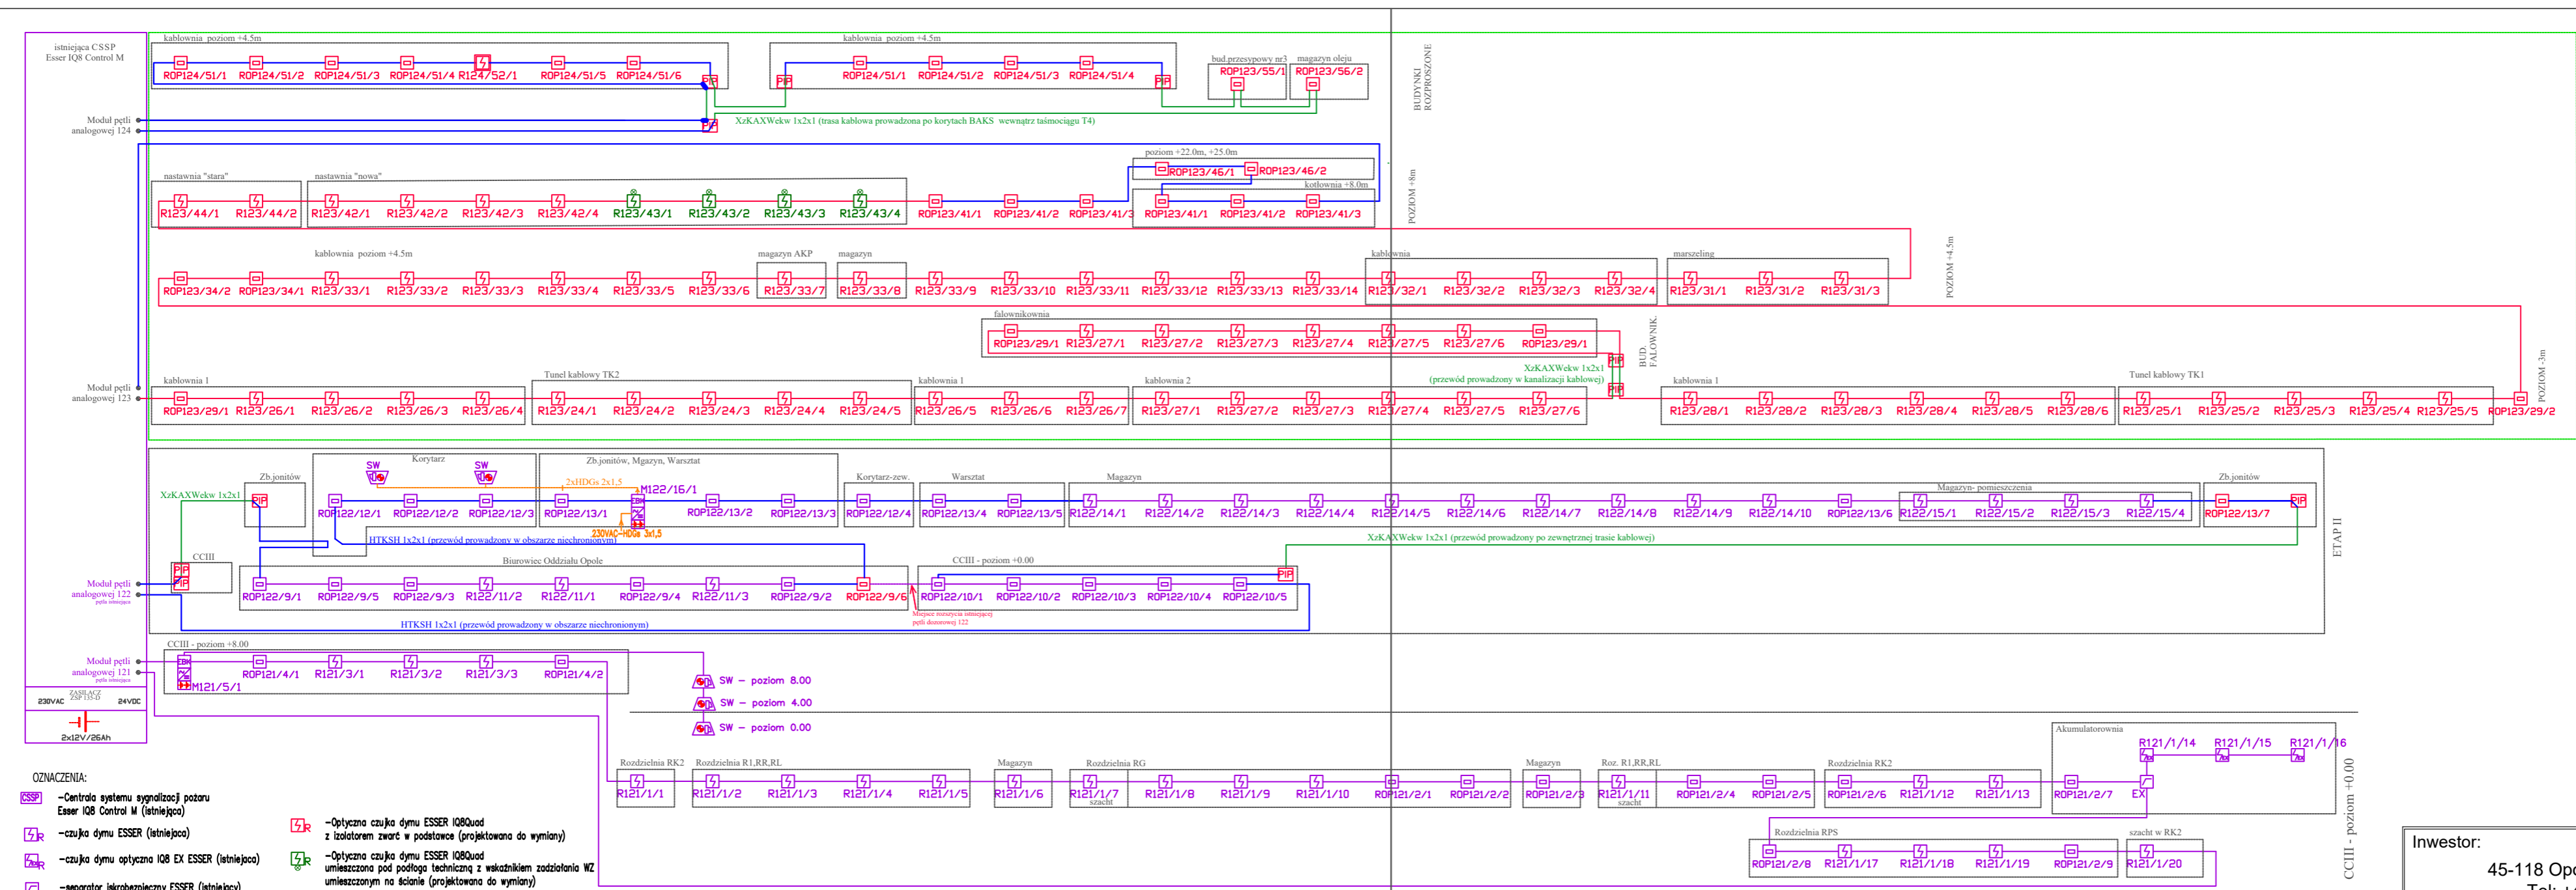 istniejąca CSSP
Esser IQ8 Control M
kablownia poziom +4.5m
ROP124/51/1
ROP124/51/2
ROP124/51/3
ROP124/51/4
R124/52/1
ROP124/51/5
ROP124/51/6
PIP
kablownia poziom +4.5m
PIP
ROP124/51/1
ROP124/51/2
ROP124/51/3
ROP124/51/4
PIP
bud.przesypowy nr3
ROP123/55/1
magazyn oleju
ROP123/56/2
BUDYNKI
ROZPROSZONE
Moduł pętli
analogowej 124
PIP
XzKAXWekw 1x2x1 (trasa kablowa prowadzona po korytach BAKS wewnątrz taśmociągu T4)
poziom +22.0m, +25.0m
ROP123/46/1
ROP123/46/2
nastawnia "stara"
R123/44/1
R123/44/2
nastawnia "nowa"
R123/42/1
R123/42/2
R123/42/3
R123/42/4
R123/43/1
R123/43/2
R123/43/3
R123/43/4
ROP123/41/1
ROP123/41/2
ROP123/41/3
kotłownia +8.0m
ROP123/41/1
ROP123/41/2
ROP123/41/3
POZIOM +8m
kablownia poziom +4.5m
ROP123/34/2
ROP123/34/1
R123/33/1
R123/33/2
R123/33/3
R123/33/4
R123/33/5
R123/33/6
magazyn AKP
R123/33/7
magazyn
R123/33/8
R123/33/9
R123/33/10
R123/33/11
R123/33/12
R123/33/13
R123/33/14
kablownia
R123/32/1
R123/32/2
R123/32/3
R123/32/4
marszeling
R123/31/1
R123/31/2
R123/31/3
POZIOM +4.5m
falownikownia
ROP123/29/1
R123/27/1
R123/27/2
R123/27/3
R123/27/4
R123/27/5
R123/27/6
ROP123/29/1
PIP
BUD.
FALOWNIK.
XzKAXWekw 1x2x1
(przewód prowadzony w kanalizacji kablowej)
PIP
Moduł pętli
analogowej 123
kablownia 1
ROP123/29/1
R123/26/1
R123/26/2
R123/26/3
R123/26/4
Tunel kablowy TK2
R123/24/1
R123/24/2
R123/24/3
R123/24/4
R123/24/5
kablownia 1
R123/26/5
R123/26/6
R123/26/7
kablownia 2
R123/27/1
R123/27/2
R123/27/3
R123/27/4
R123/27/5
R123/27/6
kablownia 1
R123/28/1
R123/28/2
R123/28/3
R123/28/4
R123/28/5
R123/28/6
Tunel kablowy TK1
R123/25/1
R123/25/2
R123/25/3
R123/25/4
R123/25/5
ROP123/29/2
POZIOM -3m
XzKAXWekw 1x2x1
Zb.jonitów
PIP
Korytarz
SW
SW
ROP122/12/1
ROP122/12/2
ROP122/12/3
Zb.jonitów, Mgazyn, Warsztat
2xHDGs 2x1,5
M122/16/1
EBK
ROP122/13/1
230VAC-HDGs 3x1,5
ROP122/13/2
ROP122/13/3
Korytarz-zew.
ROP122/12/4
Warsztat
ROP122/13/4
ROP122/13/5
Magazyn
R122/14/1
R122/14/2
R122/14/3
R122/14/4
R122/14/5
R122/14/6
R122/14/7
R122/14/8
R122/14/9
R122/14/10
ROP122/13/6
Magazyn- pomieszczenia
R122/15/1
R122/15/2
R122/15/3
R122/15/4
Zb.jonitów
ROP122/13/7
PIP
ETAP II
HTKSH 1x2x1 (przewód prowadzony w obszarze niechronionym)
XzKAXWekw 1x2x1 (przewód prowadzony po zewnętrznej trasie kablowej)
CCIII
PIP
PIP
Moduł pętli
analogowej 122
pętla istniejąca
Biurowiec Oddziału Opole
ROP122/9/1
ROP122/9/5
ROP122/9/3
R122/11/2
R122/11/1
ROP122/9/4
R122/11/3
ROP122/9/2
ROP122/9/6
CCIII - poziom +0.00
PIP
ROP122/10/1
ROP122/10/2
ROP122/10/3
ROP122/10/4
ROP122/10/5
Miejsce rozszycia istniejącej
pętli dozorowej 122
HTKSH 1x2x1 (przewód prowadzony w obszarze niechronionym)
CCIII - poziom +8.00
Moduł pętli
analogowej 121
pętla istniejąca
EBK
M121/5/1
ROP121/4/1
R121/3/1
R121/3/2
R121/3/3
ROP121/4/2
SW - poziom 8.00
SW - poziom 4.00
SW - poziom 0.00
ZASILACZ
ZSP 135-D
230VAC
24VDC
2x12V/26Ah
Rozdzielnia RK2
R121/1/1
Rozdzielnia R1,RR,RL
R121/1/2
R121/1/3
R121/1/4
R121/1/5
Magazyn
R121/1/6
Rozdzielnia RG
R121/1/7
szacht
R121/1/8
R121/1/9
R121/1/10
ROP121/2/1
ROP121/2/2
Magazyn
ROP121/2/3
Roz. R1,RR,RL
R121/1/11
szacht
ROP121/2/4
ROP121/2/5
Rozdzielnia RK2
ROP121/2/6
R121/1/12
R121/1/13
Akumulatorownia
R121/1/14
R121/1/15
R121/1/16
ROP121/2/7
EX
Rozdzielnia RPS
ROP121/2/8
R121/1/17
R121/1/18
R121/1/19
ROP121/2/9
szacht w RK2
R121/1/20
CCIII - poziom +0.00
OZNACZENIA:
CSSP
-Centrala systemu sygnalizacji pożaru
Esser IQ8 Control M (istniejąca)
R
-czujka dymu ESSER (istniejaca)
R
-czujka dymu optyczna IQ8 EX ESSER (istniejaca)
-separator iskrobezpieczny ESSER (istniejący)
R
-Optyczna czujka dymu ESSER IQ8Quad
z izolatorem zwarć w podstawce (projektowana do wymiany)
R
-Optyczna czujka dymu ESSER IQ8Quad
umieszczona pod podłoga techniczną z wskaźnikiem zadziałania WZ
umieszczonym na ścianie (projektowana do wymiany)
Inwestor:
45-118 Opo